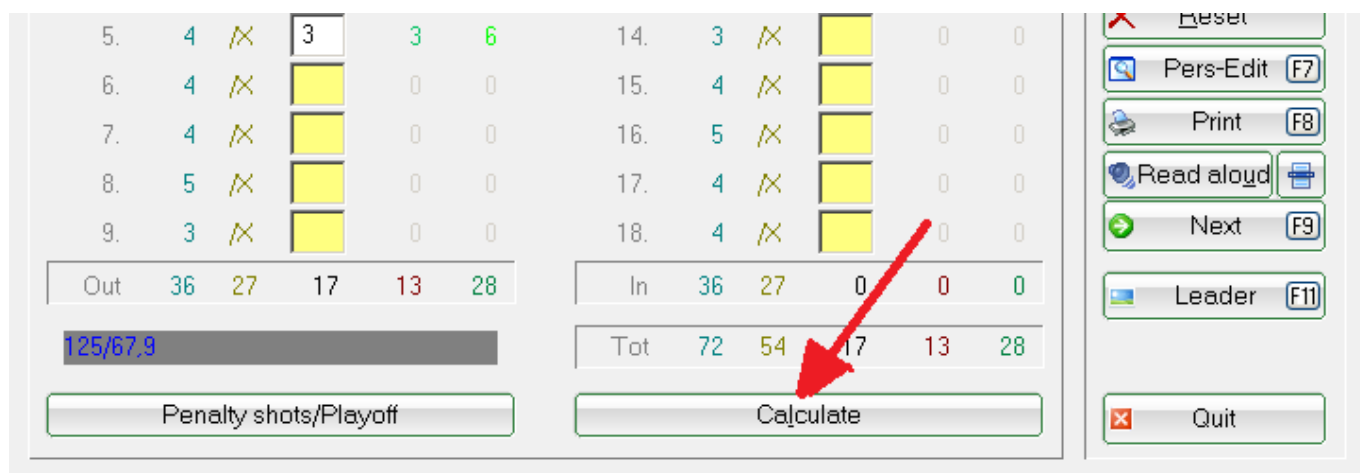 5. 4 /X 3 3 6 14. 3 /X 0 0 Reset
6. 4 /X 0 0 15. 4 /X 0 0 Pers-Edit F7
7. 4 /X 0 0 16. 5 /X 0 0 Print F8
8. 5 /X 0 0 17. 4 /X 0 0 Read aloud
9. 3 /X 0 0 18. 4 /X 0 0 Next F9
Out 36 27 17 13 28 In 36 27 0 0 0 Leader F11
125/67,9 Tot 72 54 17 13 28
Penalty shots/Playoff Calculate Quit